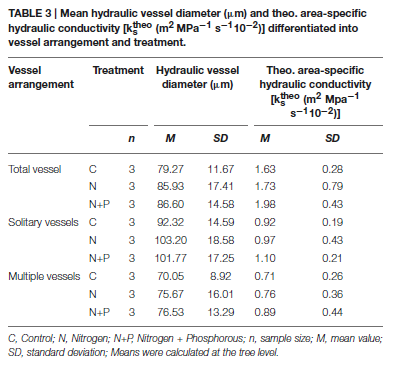 TABLE 3 | Mean hydraulic vessel diameter (µm) and theo. area-specific
hydraulic conductivity [k_s^theo (m² MPa⁻¹ s⁻¹10⁻²)] differentiated into
vessel arrangement and treatment.
Vessel Treatment Hydraulic vessel Theo. area-specific
arrangement diameter (µm) hydraulic conductivity
[k_s^theo (m² Mpa⁻¹
s⁻¹10⁻²)]
n M SD M SD
Total vessel C 3 79.27 11.67 1.63 0.28
N 3 85.93 17.41 1.73 0.79
N+P 3 86.60 14.58 1.98 0.43
Solitary vessels C 3 92.32 14.59 0.92 0.19
N 3 103.20 18.58 0.97 0.43
N+P 3 101.77 17.25 1.10 0.21
Multiple vessels C 3 70.05 8.92 0.71 0.26
N 3 75.67 16.01 0.76 0.36
N+P 3 76.53 13.29 0.89 0.44
C, Control; N, Nitrogen; N+P, Nitrogen + Phosphorous; n, sample size; M, mean value;
SD, standard deviation; Means were calculated at the tree level.